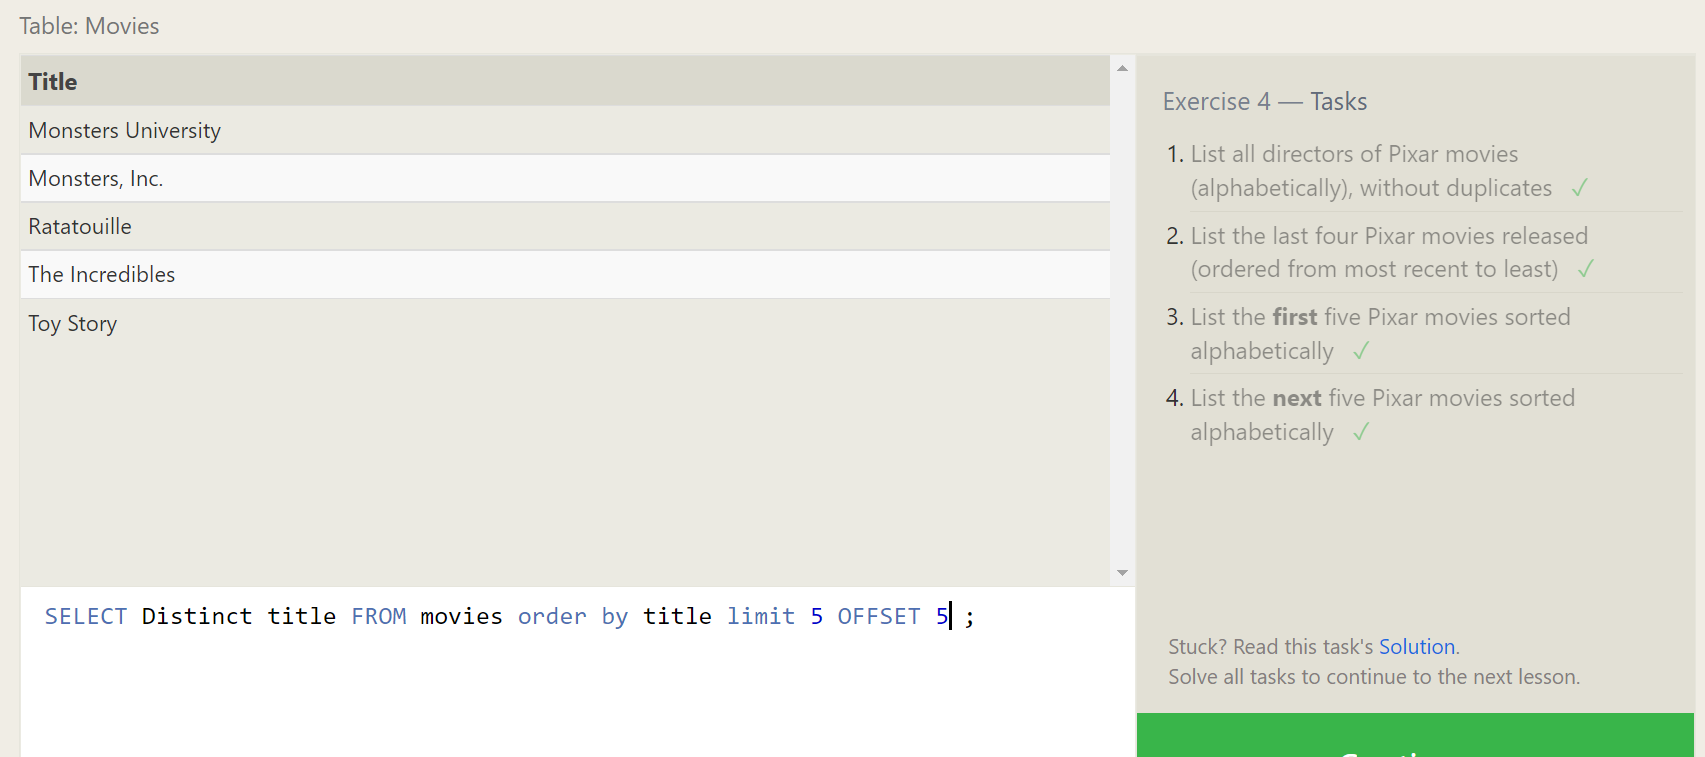 Table: Movies
Title
Monsters University
Monsters, Inc.
Ratatouille
The Incredibles
Toy Story
SELECT Distinct title FROM movies order by title limit 5 OFFSET 5 ;
Exercise 4 — Tasks
1. List all directors of Pixar movies
(alphabetically), without duplicates ✓
2. List the last four Pixar movies released
(ordered from most recent to least) ✓
3. List the first five Pixar movies sorted
alphabetically ✓
4. List the next five Pixar movies sorted
alphabetically ✓
Stuck? Read this task's Solution.
Solve all tasks to continue to the next lesson.